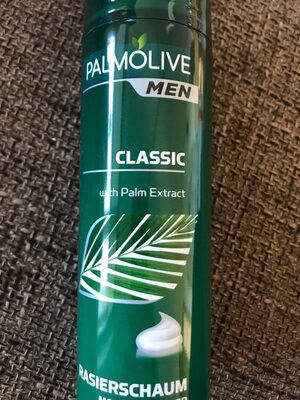 PALMOLIVE
MEN
CLASSIC
with Palm Extract
RASIERSCHAUM